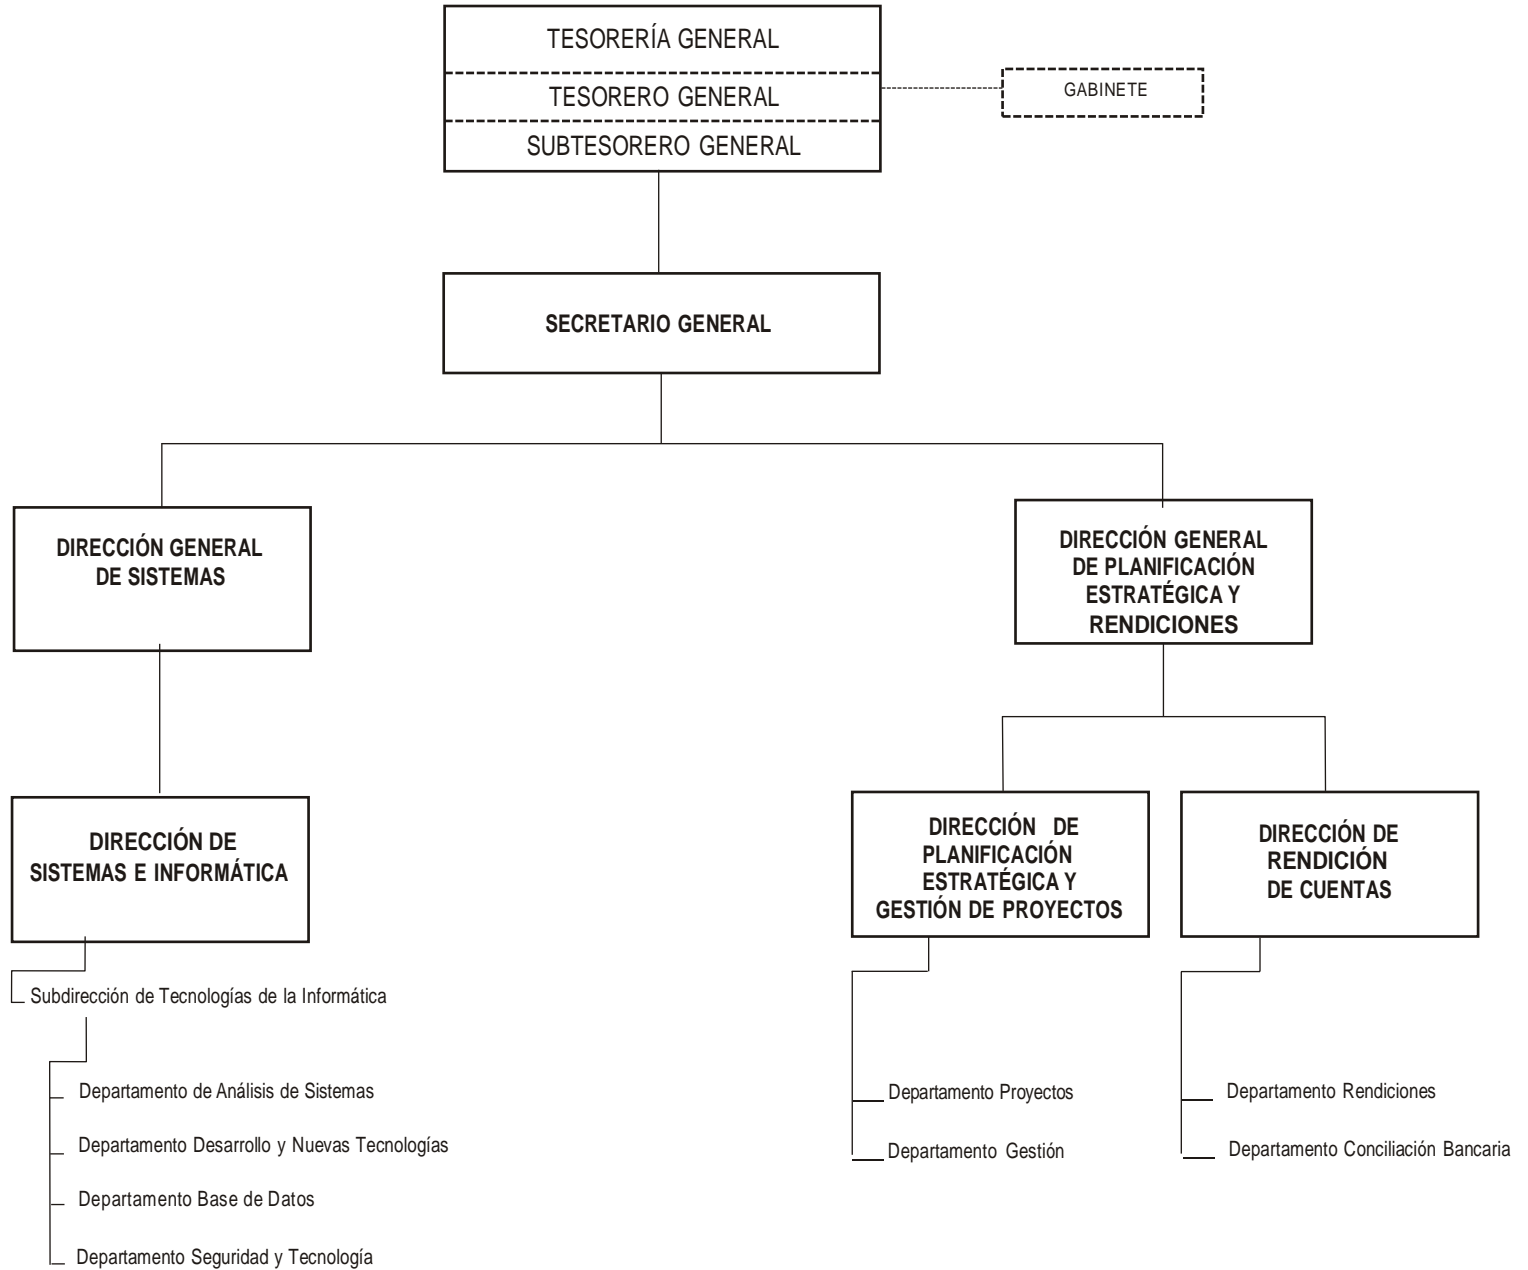 TESORERÍA GENERAL
TESORERO GENERAL
GABINETE
SUBTESORERO GENERAL
SECRETARIO GENERAL
DIRECCIÓN GENERAL
DE SISTEMAS
DIRECCIÓN GENERAL
DE PLANIFICACIÓN
ESTRATÉGICA Y
RENDICIONES
DIRECCIÓN DE
SISTEMAS E INFORMÁTICA
DIRECCIÓN DE
PLANIFICACIÓN
ESTRATÉGICA Y
GESTIÓN DE PROYECTOS
DIRECCIÓN DE
RENDICIÓN
DE CUENTAS
Subdirección de Tecnologías de la Informática
Departamento de Análisis de Sistemas
Departamento Desarrollo y Nuevas Tecnologías
Departamento Base de Datos
Departamento Seguridad y Tecnología
Departamento Proyectos
Departamento Gestión
Departamento Rendiciones
Departamento Conciliación Bancaria